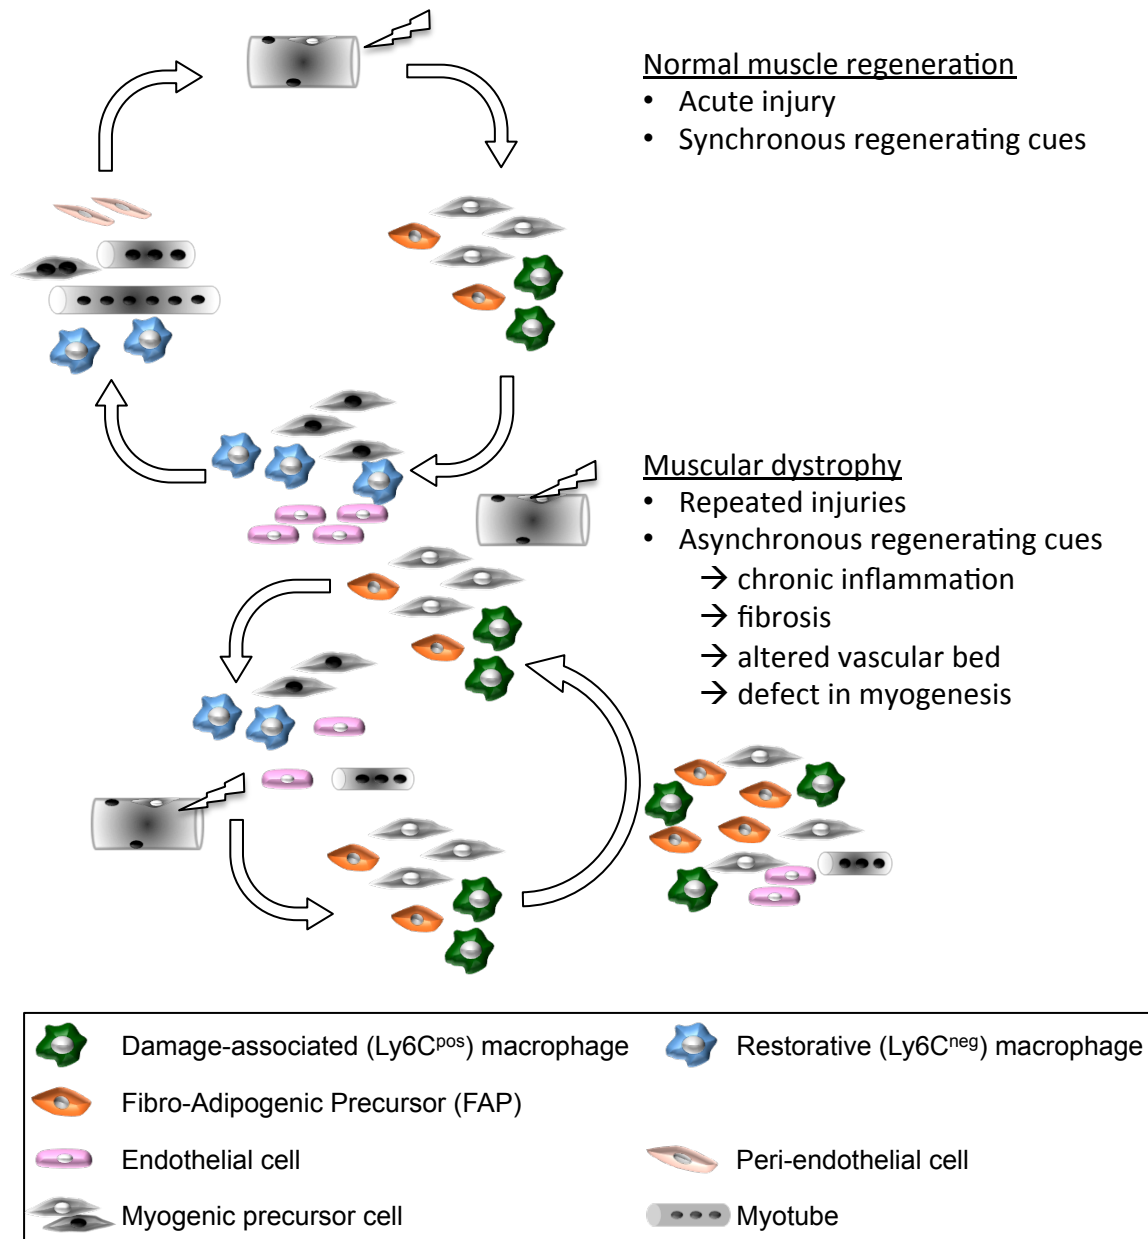 Normal muscle regeneration
• Acute injury
• Synchronous regenerating cues
Muscular dystrophy
• Repeated injuries
• Asynchronous regenerating cues
→ chronic inflammation
→ fibrosis
→ altered vascular bed
→ defect in myogenesis
Damage-associated (Ly6Cpos) macrophage
Restorative (Ly6Cneg) macrophage
Fibro-Adipogenic Precursor (FAP)
Endothelial cell
Peri-endothelial cell
Myogenic precursor cell
Myotube